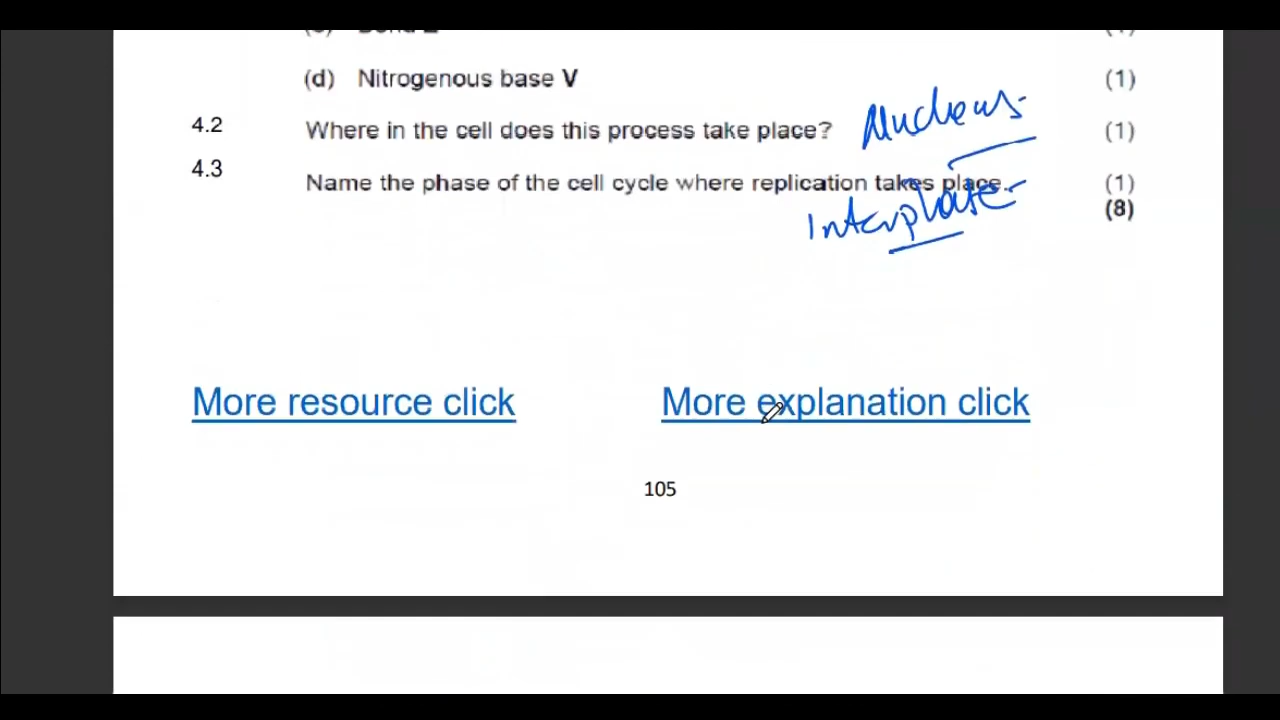 (d) Nitrogenous base V (1)
Nucleus
4.2 Where in the cell does this process take place? (1)
4.3 Name the phase of the cell cycle where replication takes place. (1)
Interphase (8)
More resource click More explanation click
105